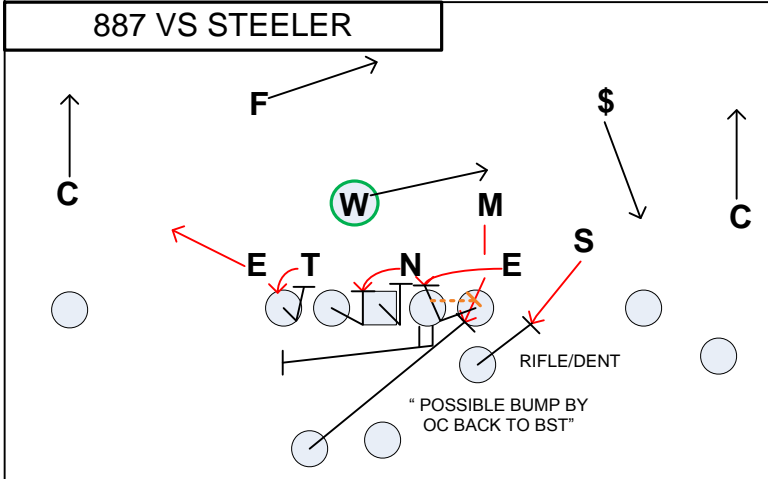 887 VS STEELER
F
$
C
W
M
C
S
E T N E
RIFLE/DENT
“ POSSIBLE BUMP BY
OC BACK TO BST”